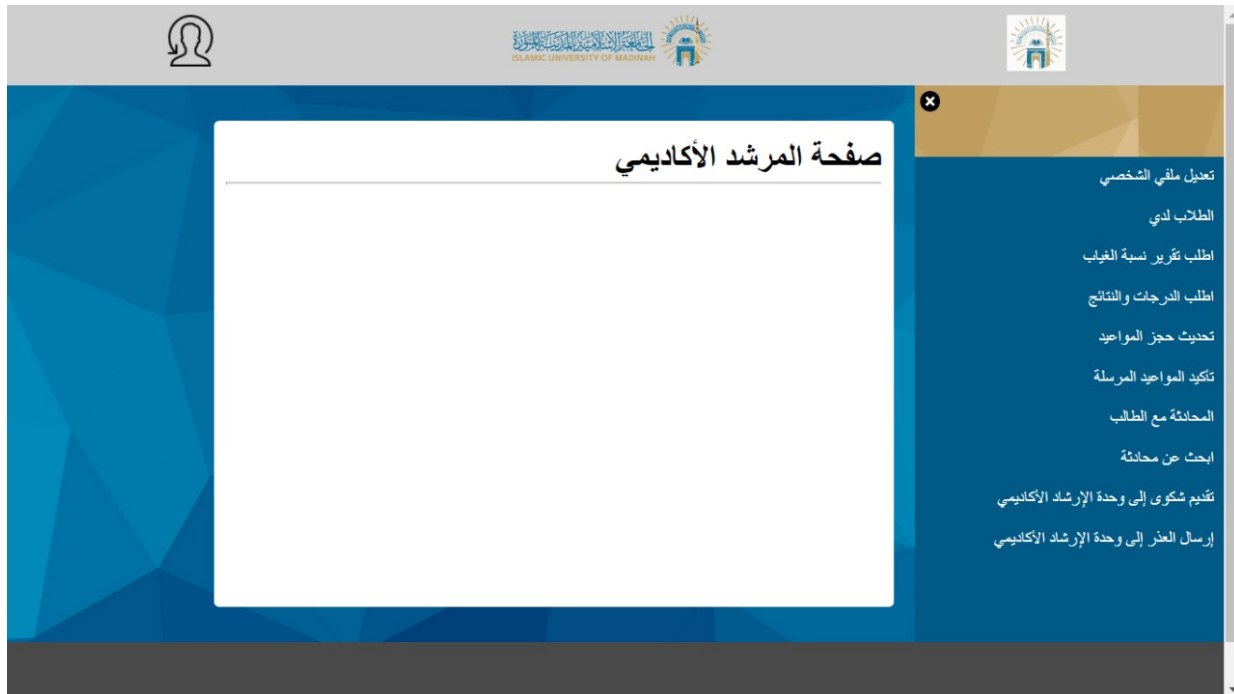 الجامعة الإسلامية بالمدينة المنورة
ISLAMIC UNIVERSITY OF MADINAH
صفحة المرشد الأكاديمي
تعديل ملفي الشخصي
الطلاب لدي
اطلب تقرير نسبة الغياب
اطلب الدرجات والنتائج
تحديث حجز المواعيد
تأكيد المواعيد المرسلة
المحادثة مع الطالب
ابحث عن محادثة
تقديم شكوى إلى وحدة الإرشاد الأكاديمي
إرسال العذر إلى وحدة الإرشاد الأكاديمي